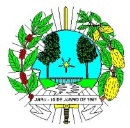 JARU - 16 DE JUNHO DE 1981